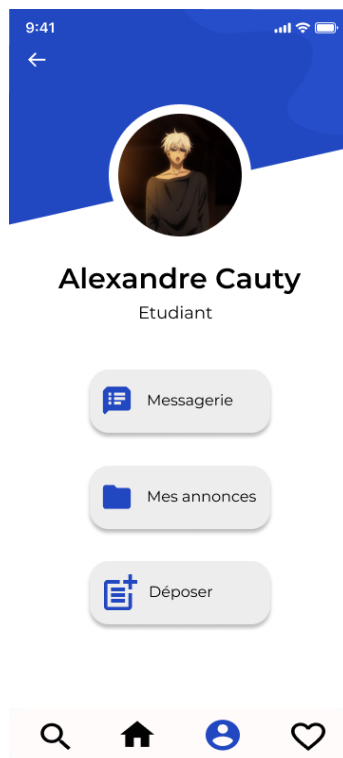 9:41
Alexandre Cauty
Etudiant
Messagerie
Mes annonces
Déposer